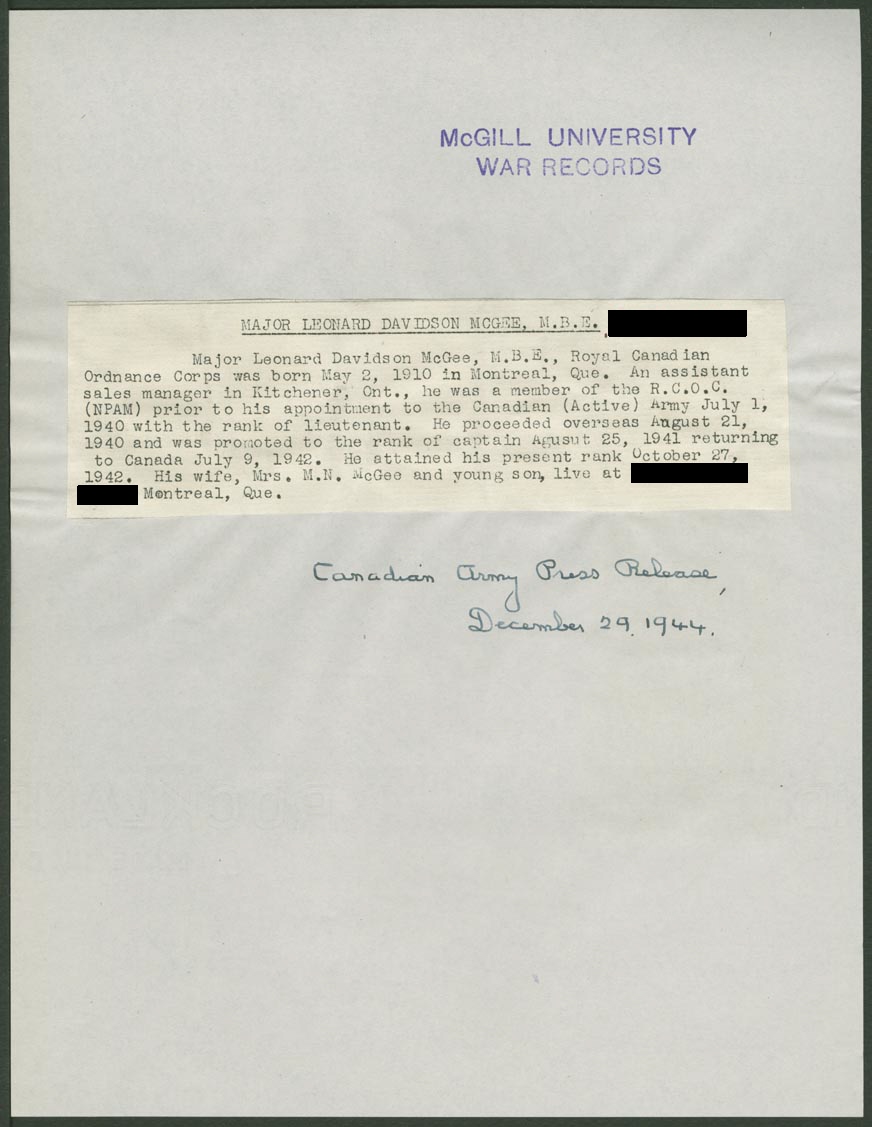 McGILL UNIVERSITY
WAR RECORDS
MAJOR LEONARD DAVIDSON MCGEE, M.B.E.
Major Leonard Davidson McGee, M.B.E., Royal Canadian
Ordnance Corps was born May 2, 1910 in Montreal, Que. An assistant
sales manager in Kitchener, Ont., he was a member of the R.C.O.C.
(NPAM) prior to his appointment to the Canadian (Active) Army July 1,
1940 with the rank of lieutenant. He proceeded overseas August 21,
1940 and was promoted to the rank of captain Agusut 25, 1941 returning
to Canada July 9, 1942. He attained his present rank October 27,
1942. His wife, Mrs. M.N. McGee and young son, live at
Montreal, Que.
Canadian Army Press Release,
December 29, 1944.